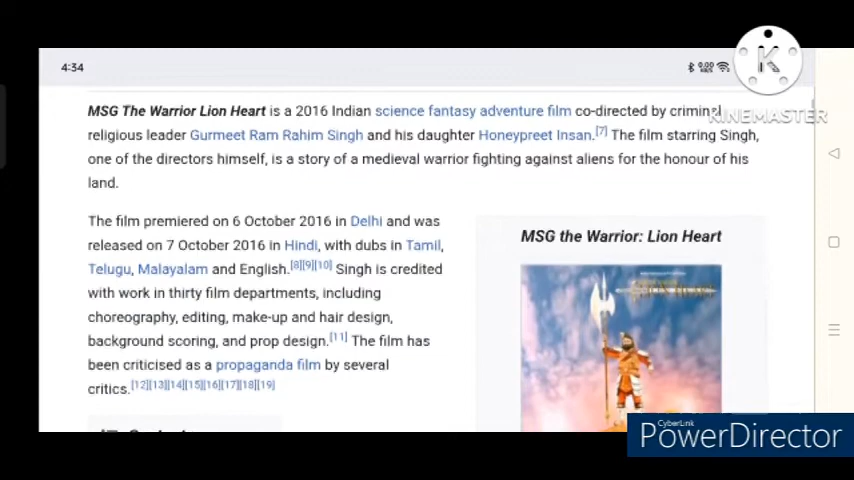 4:34
KINEMASTER
MSG The Warrior Lion Heart is a 2016 Indian science fantasy adventure film co-directed by criminal
religious leader Gurmeet Ram Rahim Singh and his daughter Honeypreet Insan.[7] The film starring Singh,
one of the directors himself, is a story of a medieval warrior fighting against aliens for the honour of his
land.
The film premiered on 6 October 2016 in Delhi and was
released on 7 October 2016 in Hindi, with dubs in Tamil,
Telugu, Malayalam and English.[8][9][10] Singh is credited
with work in thirty film departments, including
choreography, editing, make-up and hair design,
background scoring, and prop design.[11] The film has
been criticised as a propaganda film by several
critics.[12][13][14][15][16][17][18][19]
MSG the Warrior: Lion Heart
CyberLink
PowerDirector